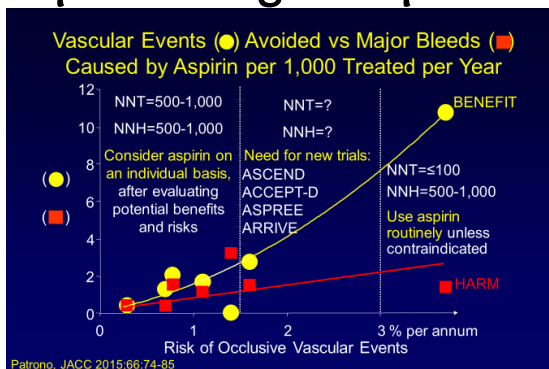 Vascular Events (●) Avoided vs Major Bleeds (■)
Caused by Aspirin per 1,000 Treated per Year
12
10
8
6
4
2
0
(●)
(■)
NNT=500-1,000
NNH=500-1,000
Consider aspirin on
an individual basis,
after evaluating
potential benefits
and risks
NNT=?
NNH=?
Need for new trials:
ASCEND
ACCEPT-D
ASPREE
ARRIVE
BENEFIT
NNT=≤100
NNH=500-1,000
Use aspirin
routinely unless
contraindicated
HARM
0 1 2 3 % per annum
Risk of Occlusive Vascular Events
Patrono, JACC 2015:66:74-85